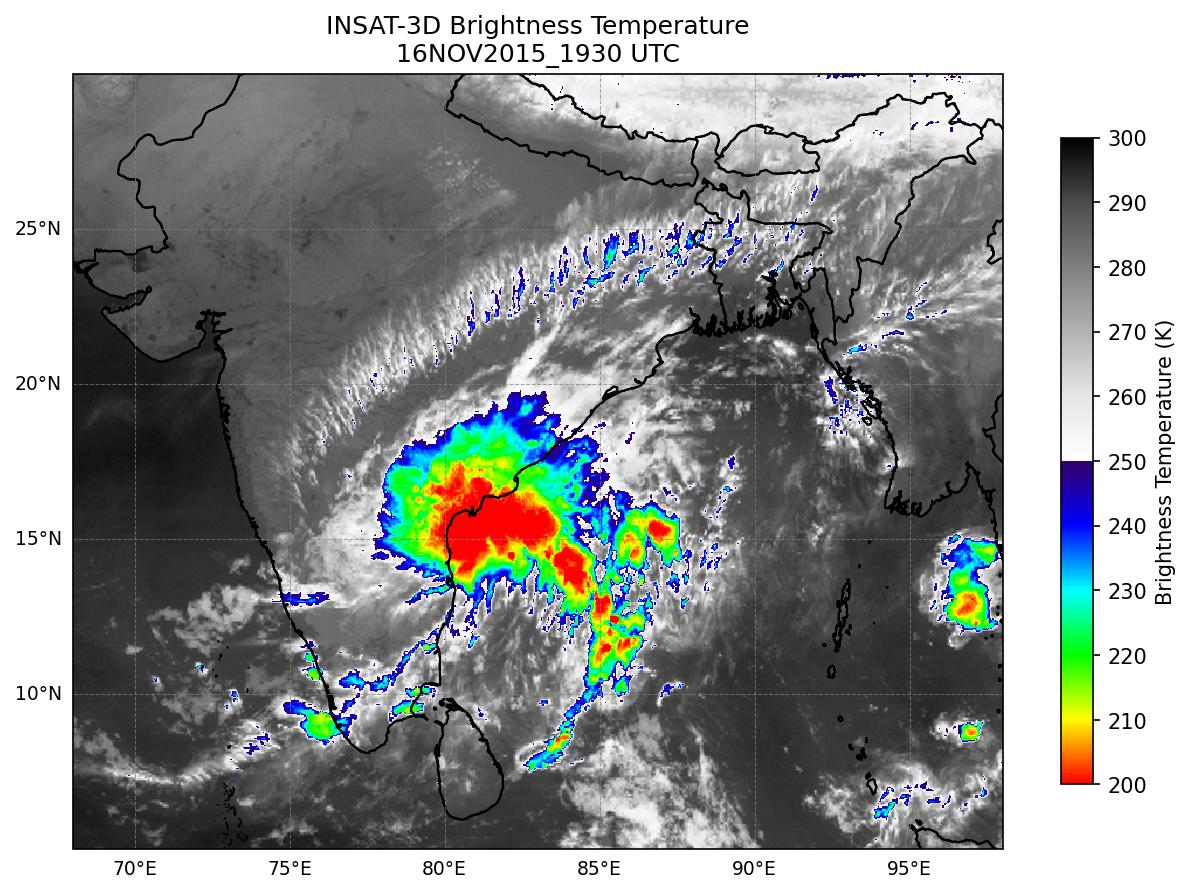 INSAT-3D Brightness Temperature
16NOV2015_1930 UTC
25°N
20°N
15°N
10°N
70°E
75°E
80°E
85°E
90°E
95°E
300
290
280
270
260
250
240
230
220
210
200
Brightness Temperature (K)